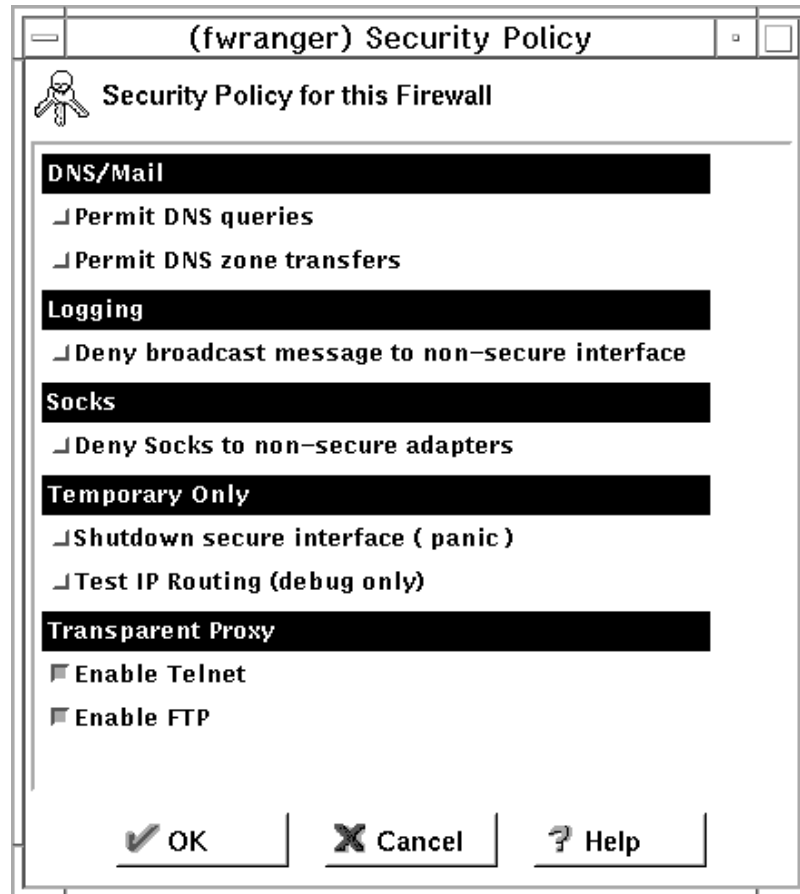 (fwranger) Security Policy
Security Policy for this Firewall
DNS/Mail
Permit DNS queries
Permit DNS zone transfers
Logging
Deny broadcast message to non-secure interface
Socks
Deny Socks to non-secure adapters
Temporary Only
Shutdown secure interface ( panic )
Test IP Routing (debug only)
Transparent Proxy
Enable Telnet
Enable FTP
OK Cancel Help